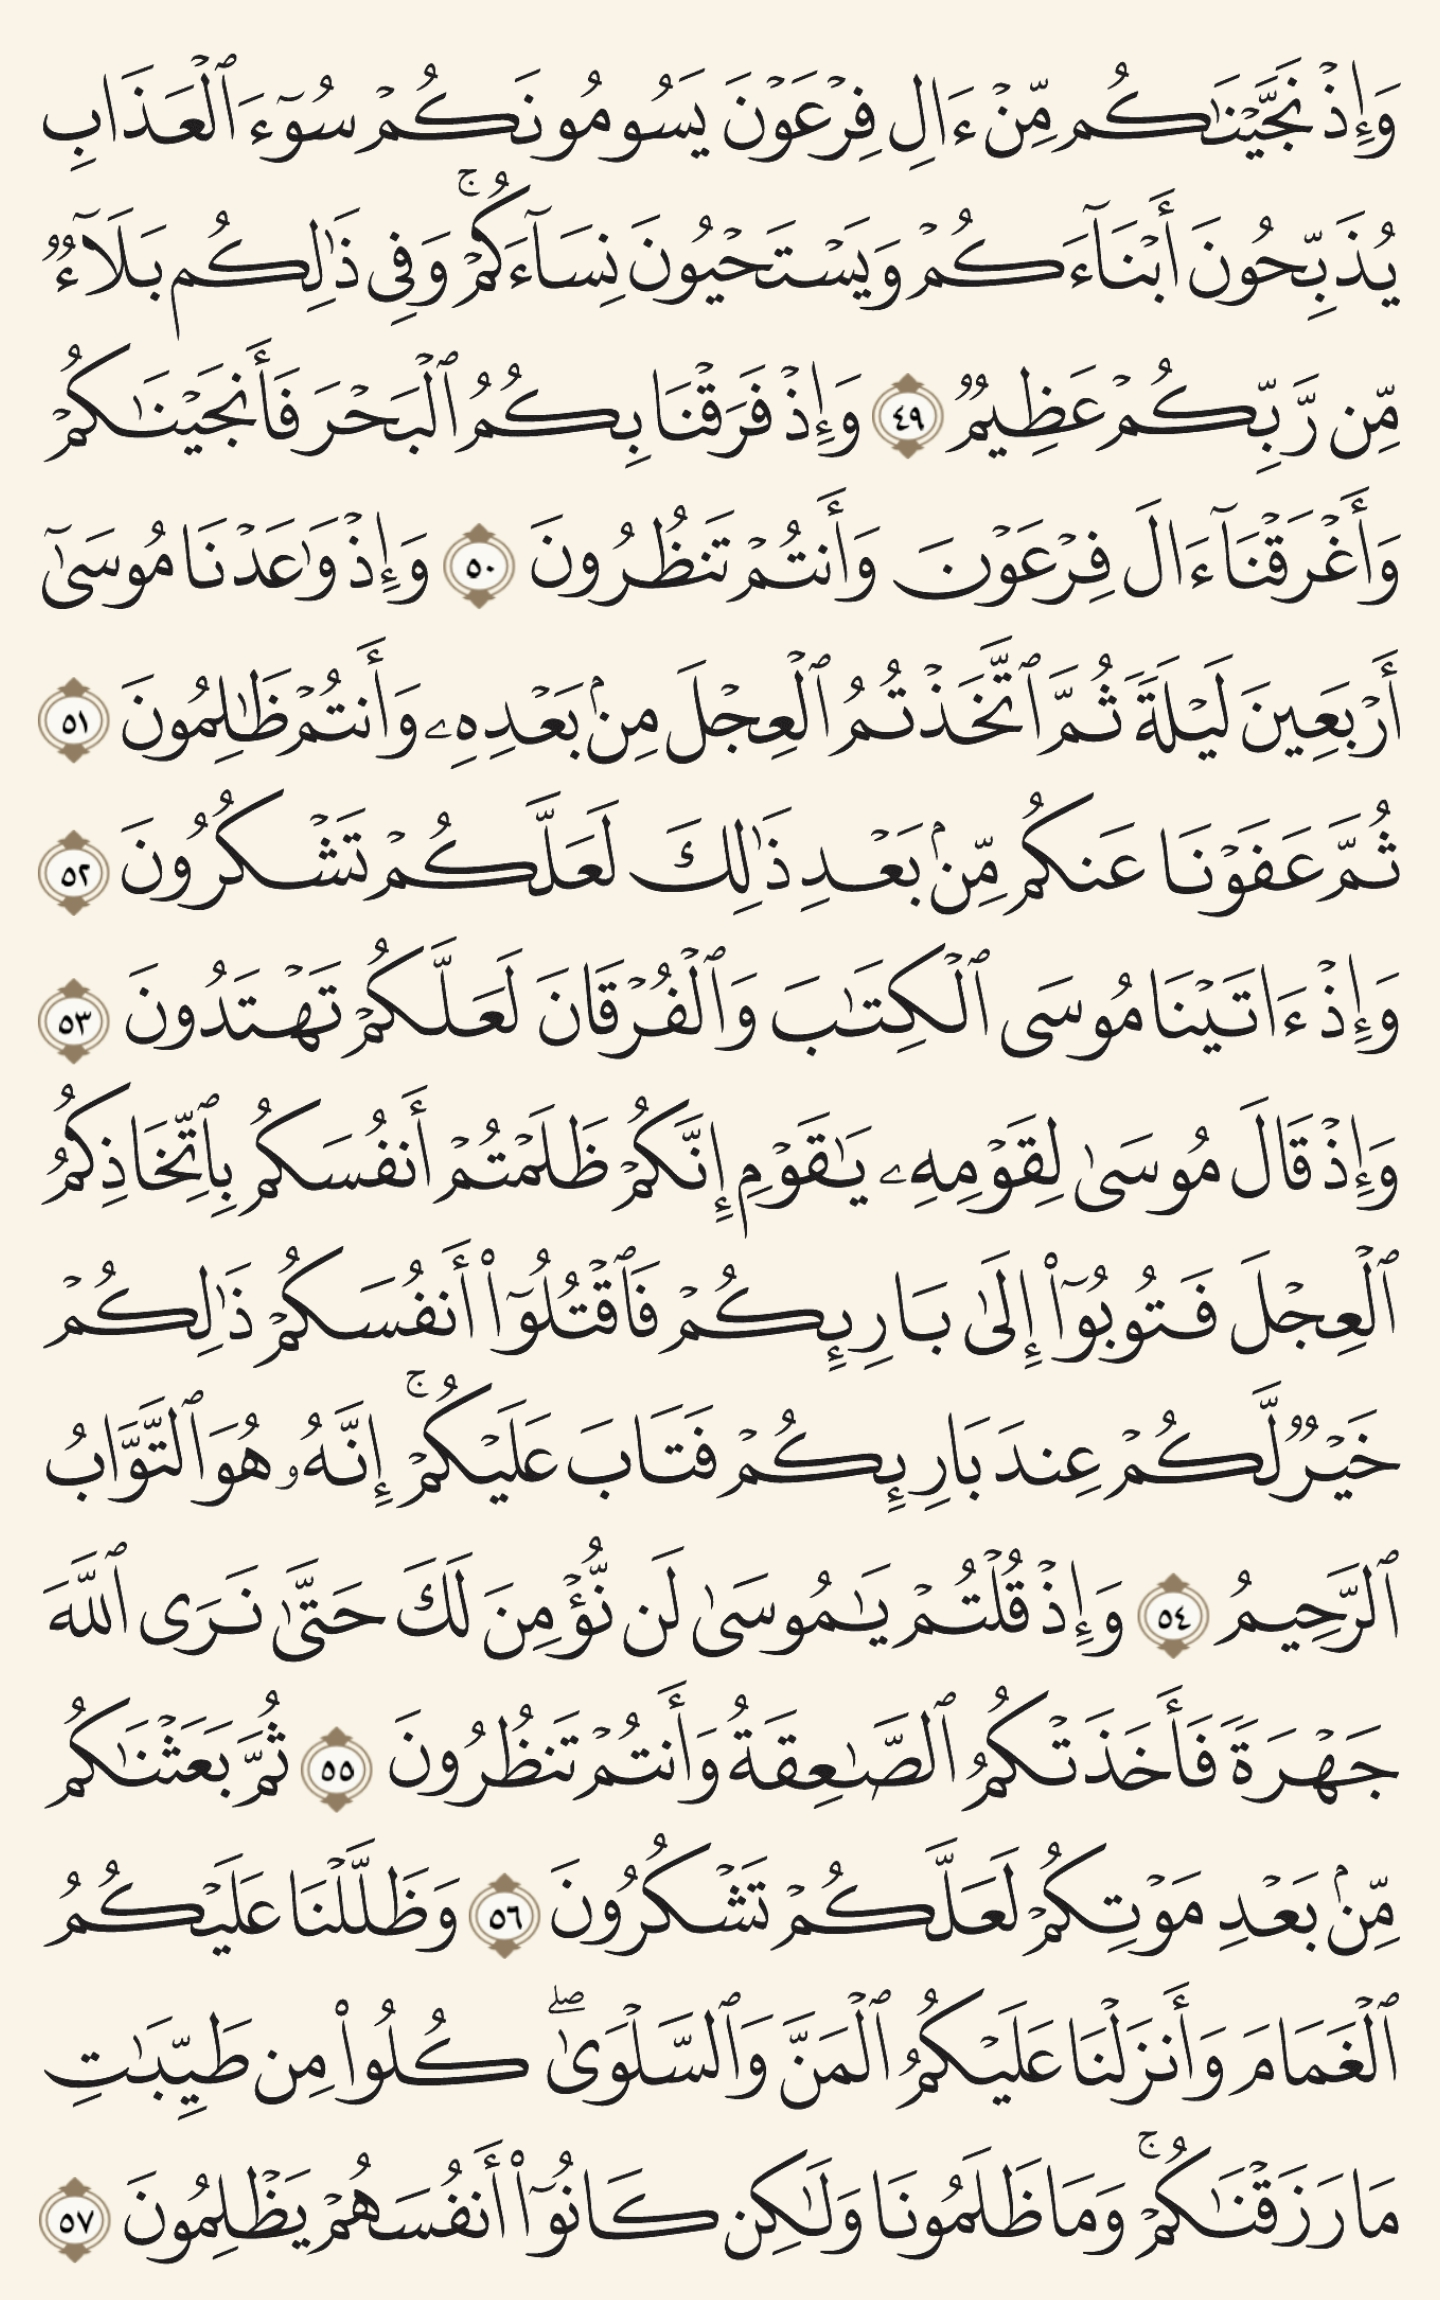 وَإِذۡ نَجَّيۡنَٰكُم مِّنۡ ءَالِ فِرۡعَوۡنَ يَسُومُونَكُمۡ سُوٓءَ ٱلۡعَذَابِ
يُذَبِّحُونَ أَبۡنَآءَكُمۡ وَيَسۡتَحۡيُونَ نِسَآءَكُمۡۚ وَفِي ذَٰلِكُم بَلَآءٞ
مِّن رَّبِّكُمۡ عَظِيمٞ ٤٩ وَإِذۡ فَرَقۡنَا بِكُمُ ٱلۡبَحۡرَ فَأَنجَيۡنَٰكُمۡ
وَأَغۡرَقۡنَآ ءَالَ فِرۡعَوۡنَ وَأَنتُمۡ تَنظُرُونَ ٥٠ وَإِذۡ وَٰعَدۡنَا مُوسَىٰٓ
أَرۡبَعِينَ لَيۡلَةٗ ثُمَّ ٱتَّخَذۡتُمُ ٱلۡعِجۡلَ مِنۢ بَعۡدِهِۦ وَأَنتُمۡ ظَٰلِمُونَ ٥١
ثُمَّ عَفَوۡنَا عَنكُم مِّنۢ بَعۡدِ ذَٰلِكَ لَعَلَّكُمۡ تَشۡكُرُونَ ٥٢
وَإِذۡ ءَاتَيۡنَا مُوسَى ٱلۡكِتَٰبَ وَٱلۡفُرۡقَانَ لَعَلَّكُمۡ تَهۡتَدُونَ ٥٣
وَإِذۡ قَالَ مُوسَىٰ لِقَوۡمِهِۦ يَٰقَوۡمِ إِنَّكُمۡ ظَلَمۡتُمۡ أَنفُسَكُم بِٱتِّخَاذِكُمُ
ٱلۡعِجۡلَ فَتُوبُوٓاْ إِلَىٰ بَارِئِكُمۡ فَٱقۡتُلُوٓاْ أَنفُسَكُمۡ ذَٰلِكُمۡ
خَيۡرٞ لَّكُمۡ عِندَ بَارِئِكُمۡ فَتَابَ عَلَيۡكُمۡۚ إِنَّهُۥ هُوَ ٱلتَّوَّابُ
ٱلرَّحِيمُ ٥٤ وَإِذۡ قُلۡتُمۡ يَٰمُوسَىٰ لَن نُّؤۡمِنَ لَكَ حَتَّىٰ نَرَى ٱللَّهَ
جَهۡرَةٗ فَأَخَذَتۡكُمُ ٱلصَّٰعِقَةُ وَأَنتُمۡ تَنظُرُونَ ٥٥ ثُمَّ بَعَثۡنَٰكُم
مِّنۢ بَعۡدِ مَوۡتِكُمۡ لَعَلَّكُمۡ تَشۡكُرُونَ ٥٦ وَظَلَّلۡنَا عَلَيۡكُمُ
ٱلۡغَمَامَ وَأَنزَلۡنَا عَلَيۡكُمُ ٱلۡمَنَّ وَٱلسَّلۡوَىٰۖ كُلُواْ مِن طَيِّبَٰتِ
مَا رَزَقۡنَٰكُمۡۚ وَمَا ظَلَمُونَا وَلَٰكِن كَانُوٓاْ أَنفُسَهُمۡ يَظۡلِمُونَ ٥٧